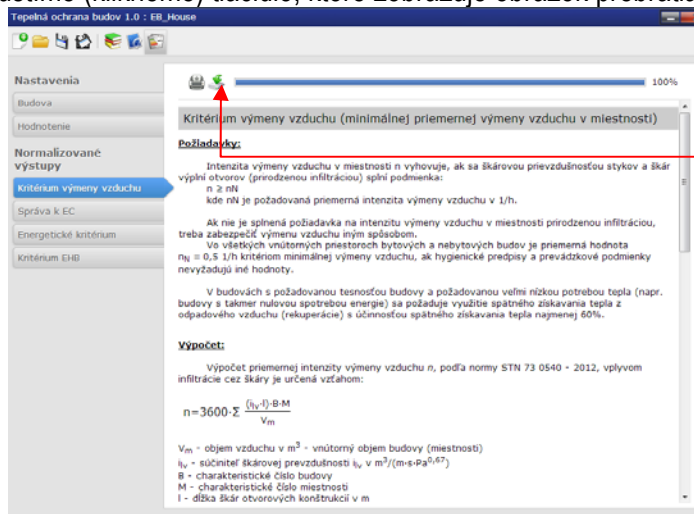 (kliknome) tlačidlo, ktoré zobrazuje obrázok
Tepelná ochrana budov 1.0 : EB_House
100%
Nastavenia
Budova
Hodnotenie
Normalizované
výstupy
Kritérium výmeny vzduchu
Správa k EC
Energetické kritérium
Kritérium EHB
Kritérium výmeny vzduchu (minimálnej priemernej výmeny vzduchu v miestnosti)
Požiadavky:
Intenzita výmeny vzduchu v miestnosti n vyhovuje, ak sa škárovou prievzdušnosťou stykov a škár
výplní otvorov (prirodzenou infiltráciou) splní podmienka:
n ≥ nN
kde nN je požadovaná priemerná intenzita výmeny vzduchu v 1/h.
Ak nie je splnená požiadavka na intenzitu výmeny vzduchu v miestnosti prirodzenou infiltráciou,
treba zabezpečiť výmenu vzduchu iným spôsobom.
Vo všetkých vnútorných priestoroch bytových a nebytových budov je priemerná hodnota
nN = 0,5 1/h kritériom minimálnej výmeny vzduchu, ak hygienické predpisy a prevádzkové podmienky
nevyžadujú iné hodnoty.
V budovách s požadovanou tesnosťou budovy a požadovanou veľmi nízkou potrebou tepla (napr.
budovy s takmer nulovou spotrebou energie) sa požaduje využitie spätného získavania tepla z
odpadového vzduchu (rekuperácie) s účinnosťou spätného získavania tepla najmenej 60%.
Výpočet:
Výpočet priemernej intenzity výmeny vzduchu n, podľa normy STN 73 0540 - 2012, vplyvom
infiltrácie cez škáry je určená vzťahom:
n=3600·Σ (ilv·l)·B·M / Vm
Vm - objem vzduchu v m³ - vnútorný objem budovy (miestnosti)
ilv - súčiniteľ škárovej prevzdušnosti ilv v m³/(m·s·Pa^0,67)
B - charakteristické číslo budovy
M - charakteristické číslo miestnosti
l - dĺžka škár otvorových konštrukcií v m